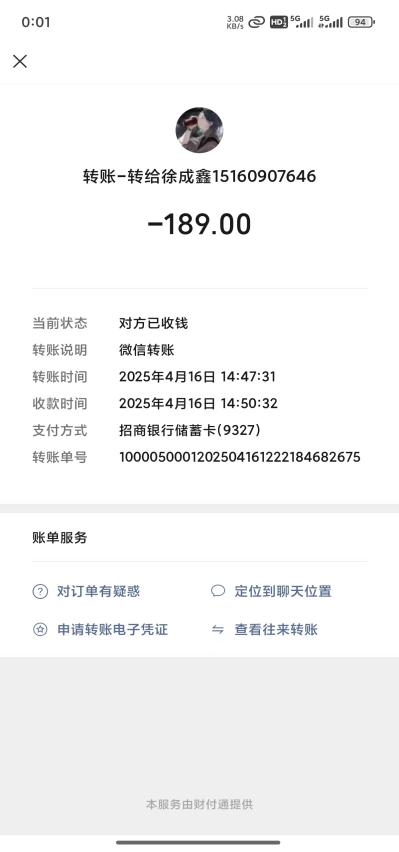 0:01
3.08 KB/s HD 5G 5G 94
转账-转给徐成鑫15160907646
-189.00
当前状态 对方已收钱
转账说明 微信转账
转账时间 2025年4月16日 14:47:31
收款时间 2025年4月16日 14:50:32
支付方式 招商银行储蓄卡(9327)
转账单号 1000050001202504161222184682675
账单服务
对订单有疑惑 定位到聊天位置
申请转账电子凭证 查看往来转账
本服务由财付通提供